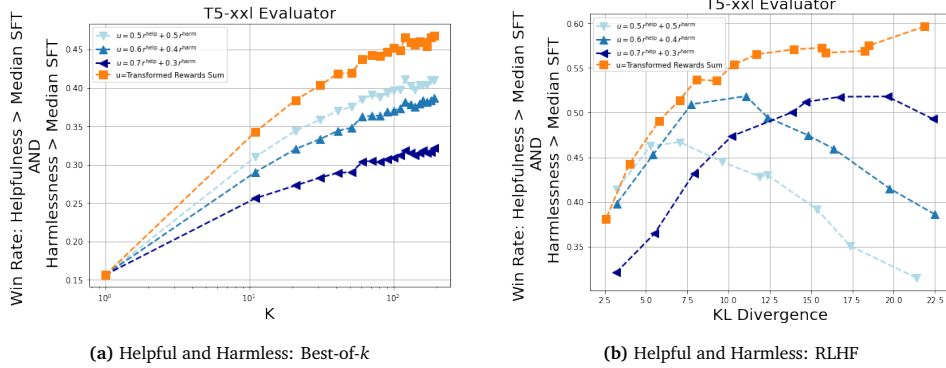 T5-xxl Evaluator
Win Rate: Helpfulness > Median SFT
AND
Harmlessness > Median SFT
0.45
0.40
0.35
0.30
0.25
0.20
0.15
u = 0.5r^help + 0.5r^harm
u = 0.6r^help + 0.4r^harm
u = 0.7r^help + 0.3r^harm
u=Transformed Rewards Sum
10⁰
10¹
10²
K
(a) Helpful and Harmless: Best-of-k
T5-xxl Evaluator
Win Rate: Helpfulness > Median SFT
AND
Harmlessness > Median SFT
0.60
0.55
0.50
0.45
0.40
0.35
u = 0.5r^help + 0.5r^harm
u = 0.6r^help + 0.4r^harm
u = 0.7r^help + 0.3r^harm
u=Transformed Rewards Sum
2.5 5.0 7.5 10.0 12.5 15.0 17.5 20.0 22.5
KL Divergence
(b) Helpful and Harmless: RLHF